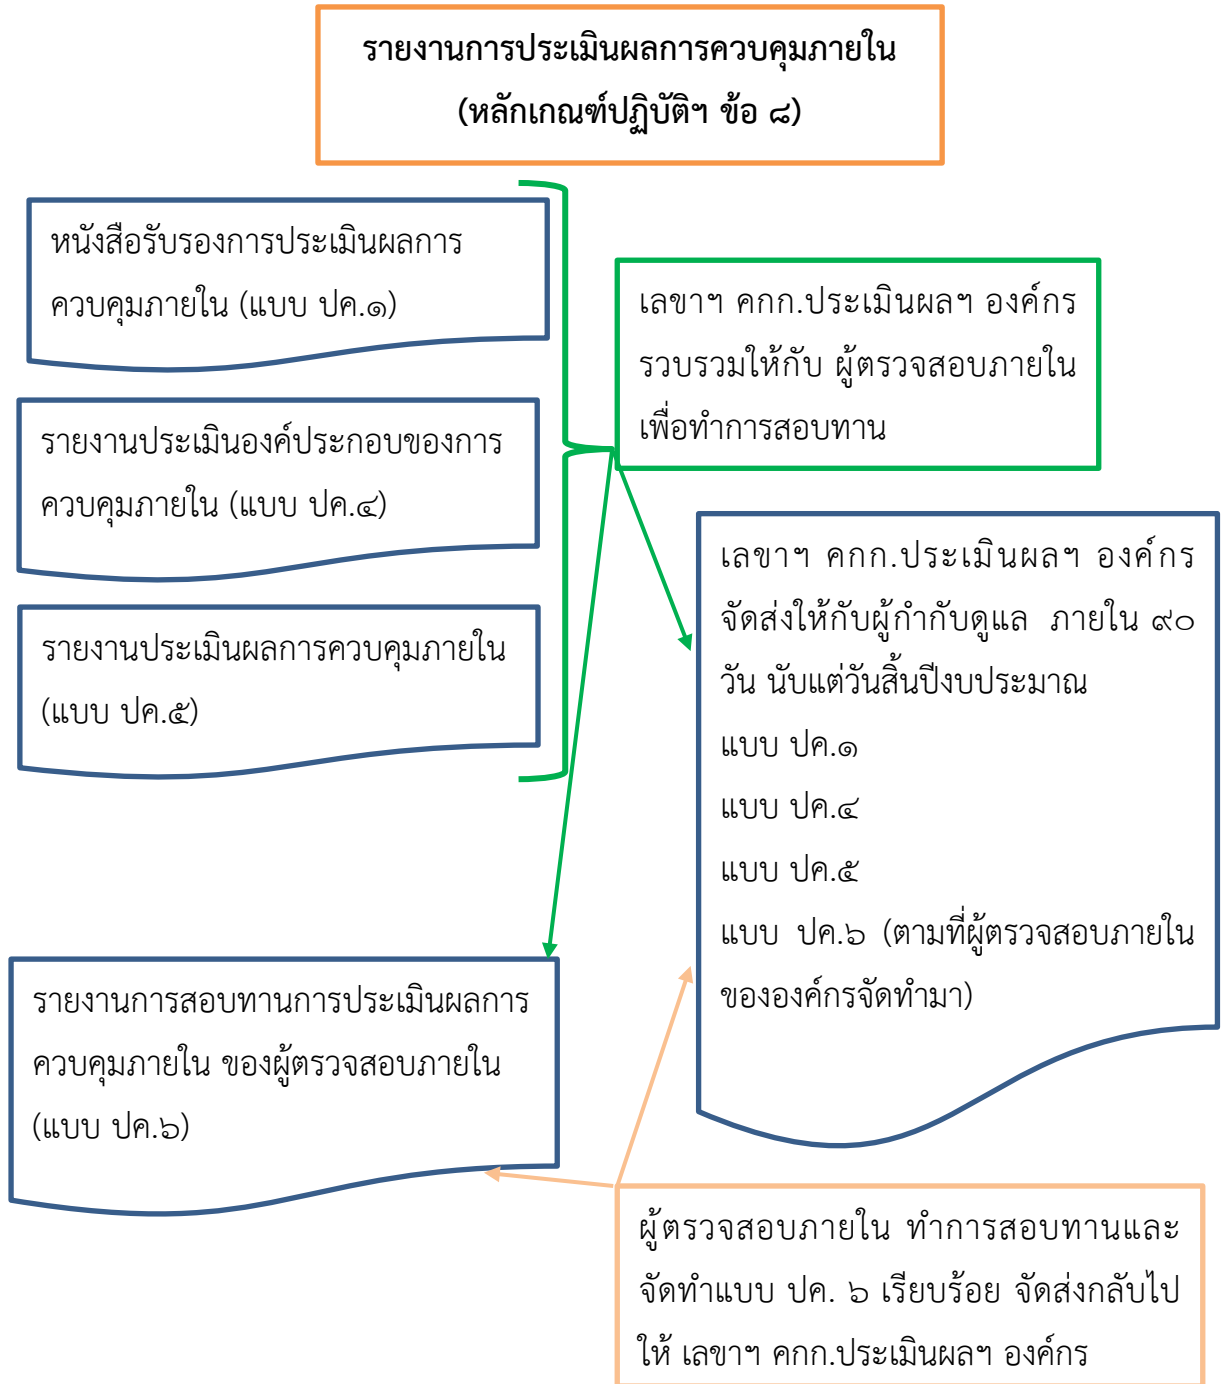 รายงานการประเมินผลการควบคุมภายใน
(หลักเกณฑ์ปฏิบัติฯ ข้อ ๘)
หนังสือรับรองการประเมินผลการ
ควบคุมภายใน (แบบ ปค.๑)
รายงานประเมินองค์ประกอบของการ
ควบคุมภายใน (แบบ ปค.๔)
รายงานประเมินผลการควบคุมภายใน
(แบบ ปค.๕)
เลขาฯ คกก.ประเมินผลฯ องค์กร
รวบรวมให้กับ ผู้ตรวจสอบภายใน
เพื่อทำการสอบทาน
เลขาฯ คกก.ประเมินผลฯ องค์กร
จัดส่งให้กับผู้กำกับดูแล ภายใน ๙๐
วัน นับแต่วันสิ้นปีงบประมาณ
แบบ ปค.๑
แบบ ปค.๔
แบบ ปค.๕
แบบ ปค.๖ (ตามที่ผู้ตรวจสอบภายใน
ขององค์กรจัดทำมา)
รายงานการสอบทานการประเมินผลการ
ควบคุมภายใน ของผู้ตรวจสอบภายใน
(แบบ ปค.๖)
ผู้ตรวจสอบภายใน ทำการสอบทานและ
จัดทำแบบ ปค. ๖ เรียบร้อย จัดส่งกลับไป
ให้ เลขาฯ คกก.ประเมินผลฯ องค์กร